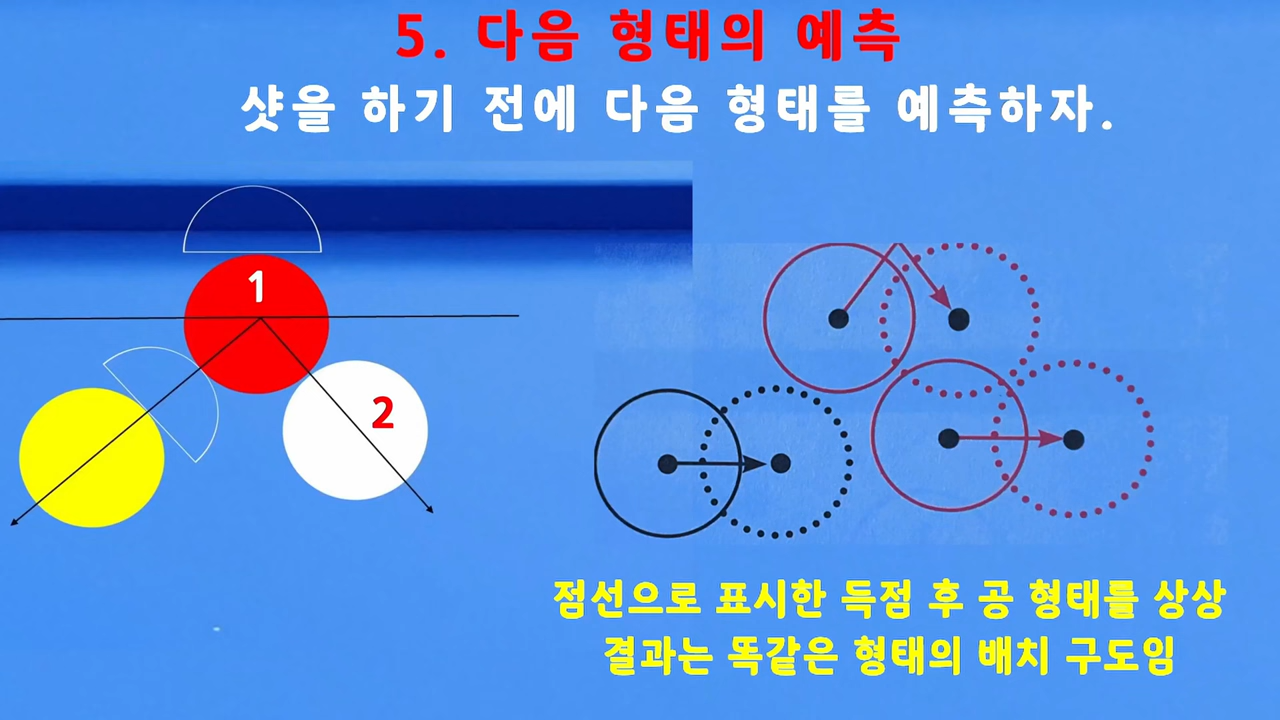 5. 다음 형태의 예측
샷을 하기 전에 다음 형태를 예측하자.
1
2
점선으로 표시한 득점 후 공 형태를 상상
결과는 똑같은 형태의 배치 구도임